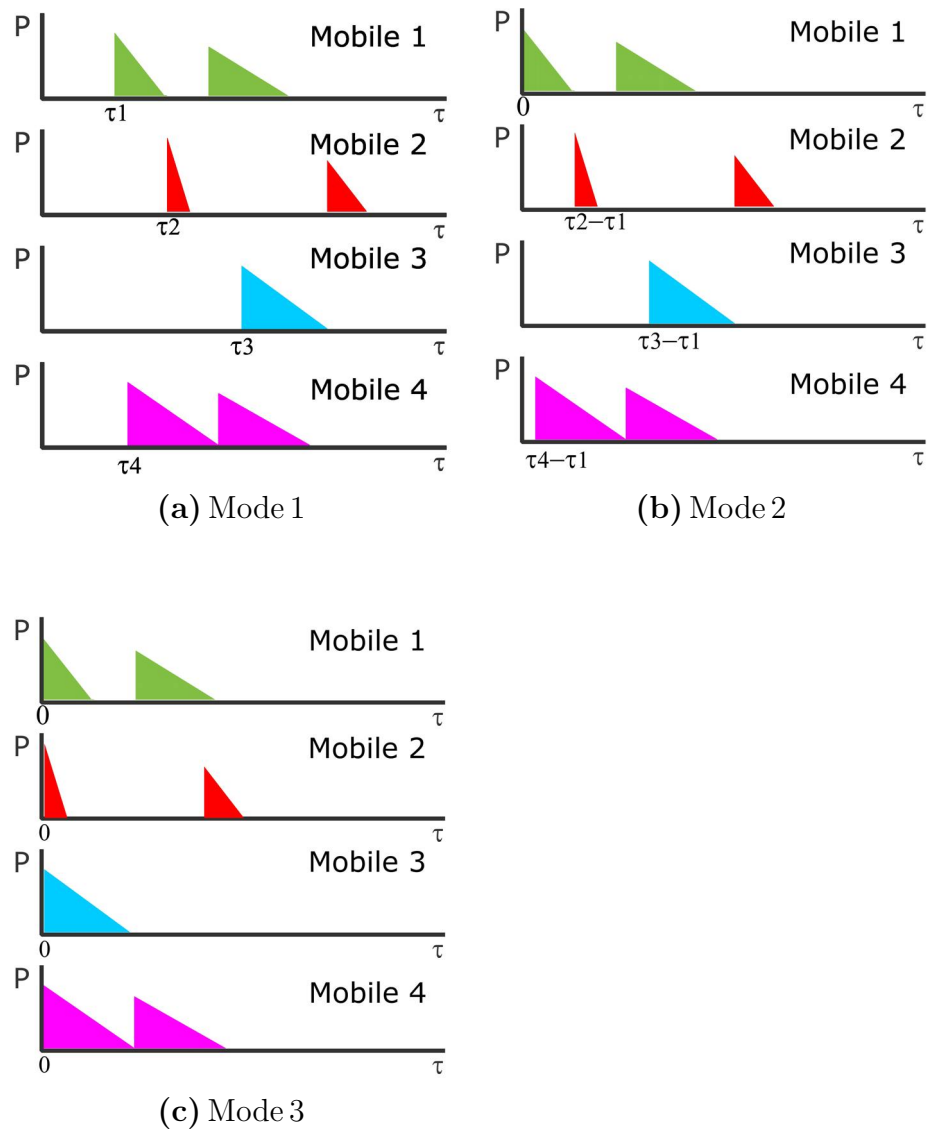 P
Mobile 1
τ1
τ
P
Mobile 2
τ2
τ
P
Mobile 3
τ3
τ
P
Mobile 4
τ4
τ
(a) Mode 1
P
Mobile 1
0
τ
P
Mobile 2
τ2−τ1
τ
P
Mobile 3
τ3−τ1
τ
P
Mobile 4
τ4−τ1
τ
(b) Mode 2
P
Mobile 1
0
τ
P
Mobile 2
0
τ
P
Mobile 3
0
τ
P
Mobile 4
0
τ
(c) Mode 3